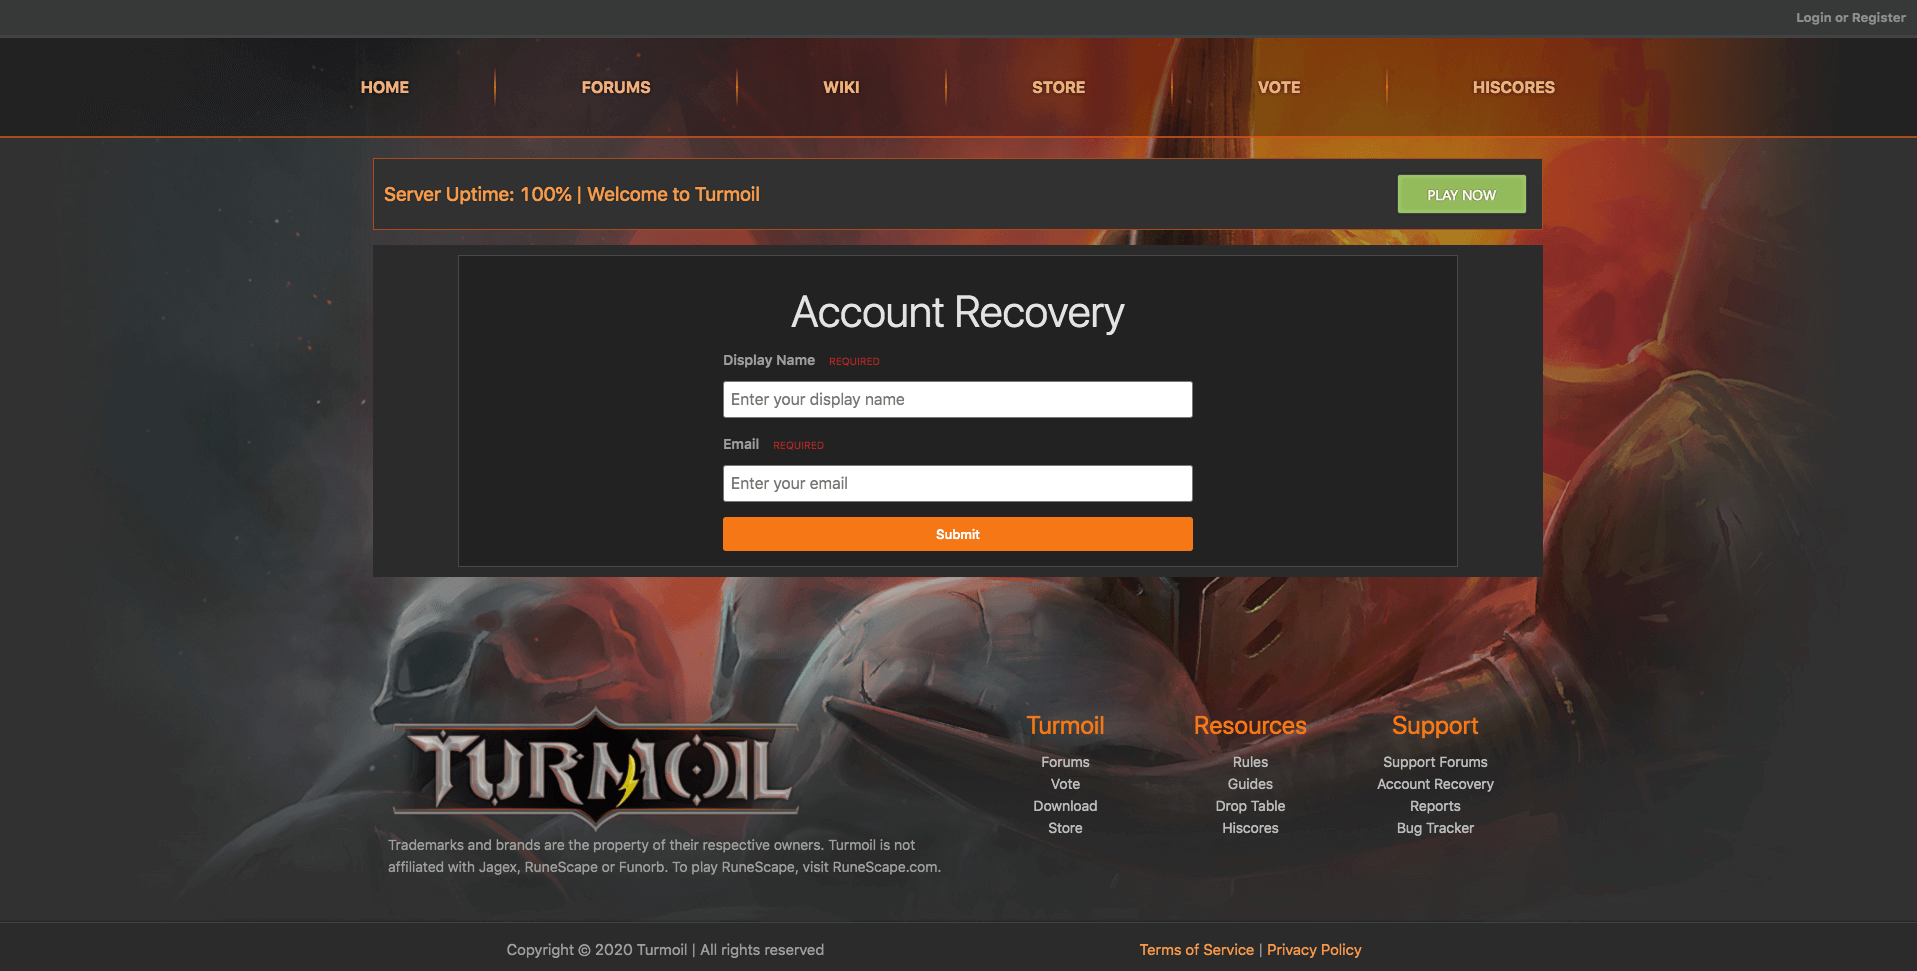 Login or Register
HOME
FORUMS
WIKI
STORE
VOTE
HISCORES
Server Uptime: 100% | Welcome to Turmoil
PLAY NOW
Account Recovery
Display Name REQUIRED
Enter your display name
Email REQUIRED
Enter your email
Submit
TURMOIL
Trademarks and brands are the property of their respective owners. Turmoil is not
affiliated with Jagex, RuneScape or Funorb. To play RuneScape, visit RuneScape.com.
Turmoil
Forums
Vote
Download
Store
Resources
Rules
Guides
Drop Table
Hiscores
Support
Support Forums
Account Recovery
Reports
Bug Tracker
Copyright © 2020 Turmoil | All rights reserved
Terms of Service | Privacy Policy